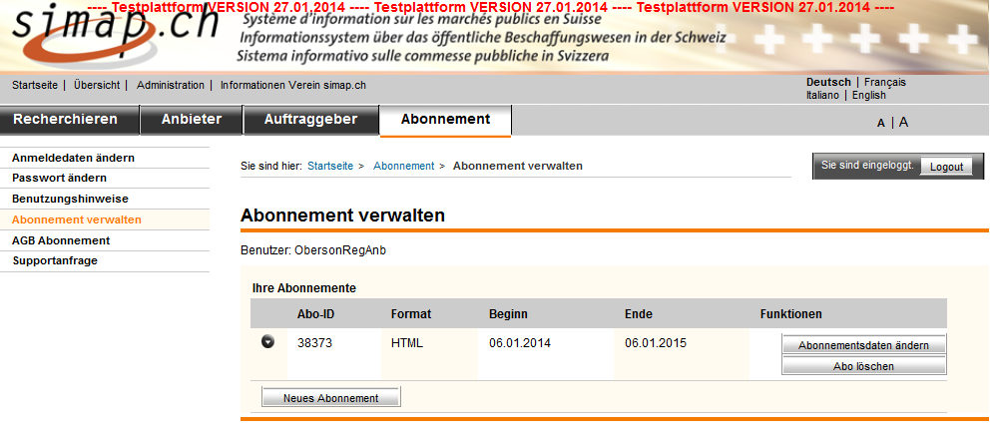 ---- Testplattform VERSION 27.01.2014 ---- Testplattform VERSION 27.01.2014 ---- Testplattform VERSION 27.01.2014 ----
simap.ch
Système d'information sur les marchés publics en Suisse
Informationssystem über das öffentliche Beschaffungswesen in der Schweiz
Sistema informativo sulle commesse pubbliche in Svizzera
Startseite | Übersicht | Administration | Informationen Verein simap.ch
Deutsch | Français
Italiano | English
Recherchieren Anbieter Auftraggeber Abonnement
A | A
Anmeldedaten ändern
Passwort ändern
Benutzungshinweise
Abonnement verwalten
AGB Abonnement
Supportanfrage
Sie sind hier: Startseite > Abonnement > Abonnement verwalten
Sie sind eingeloggt. Logout
Abonnement verwalten
Benutzer: ObersonRegAnb
Ihre Abonnemente
Abo-ID Format Beginn Ende Funktionen
38373 HTML 06.01.2014 06.01.2015 Abonnementsdaten ändern
Abo löschen
Neues Abonnement